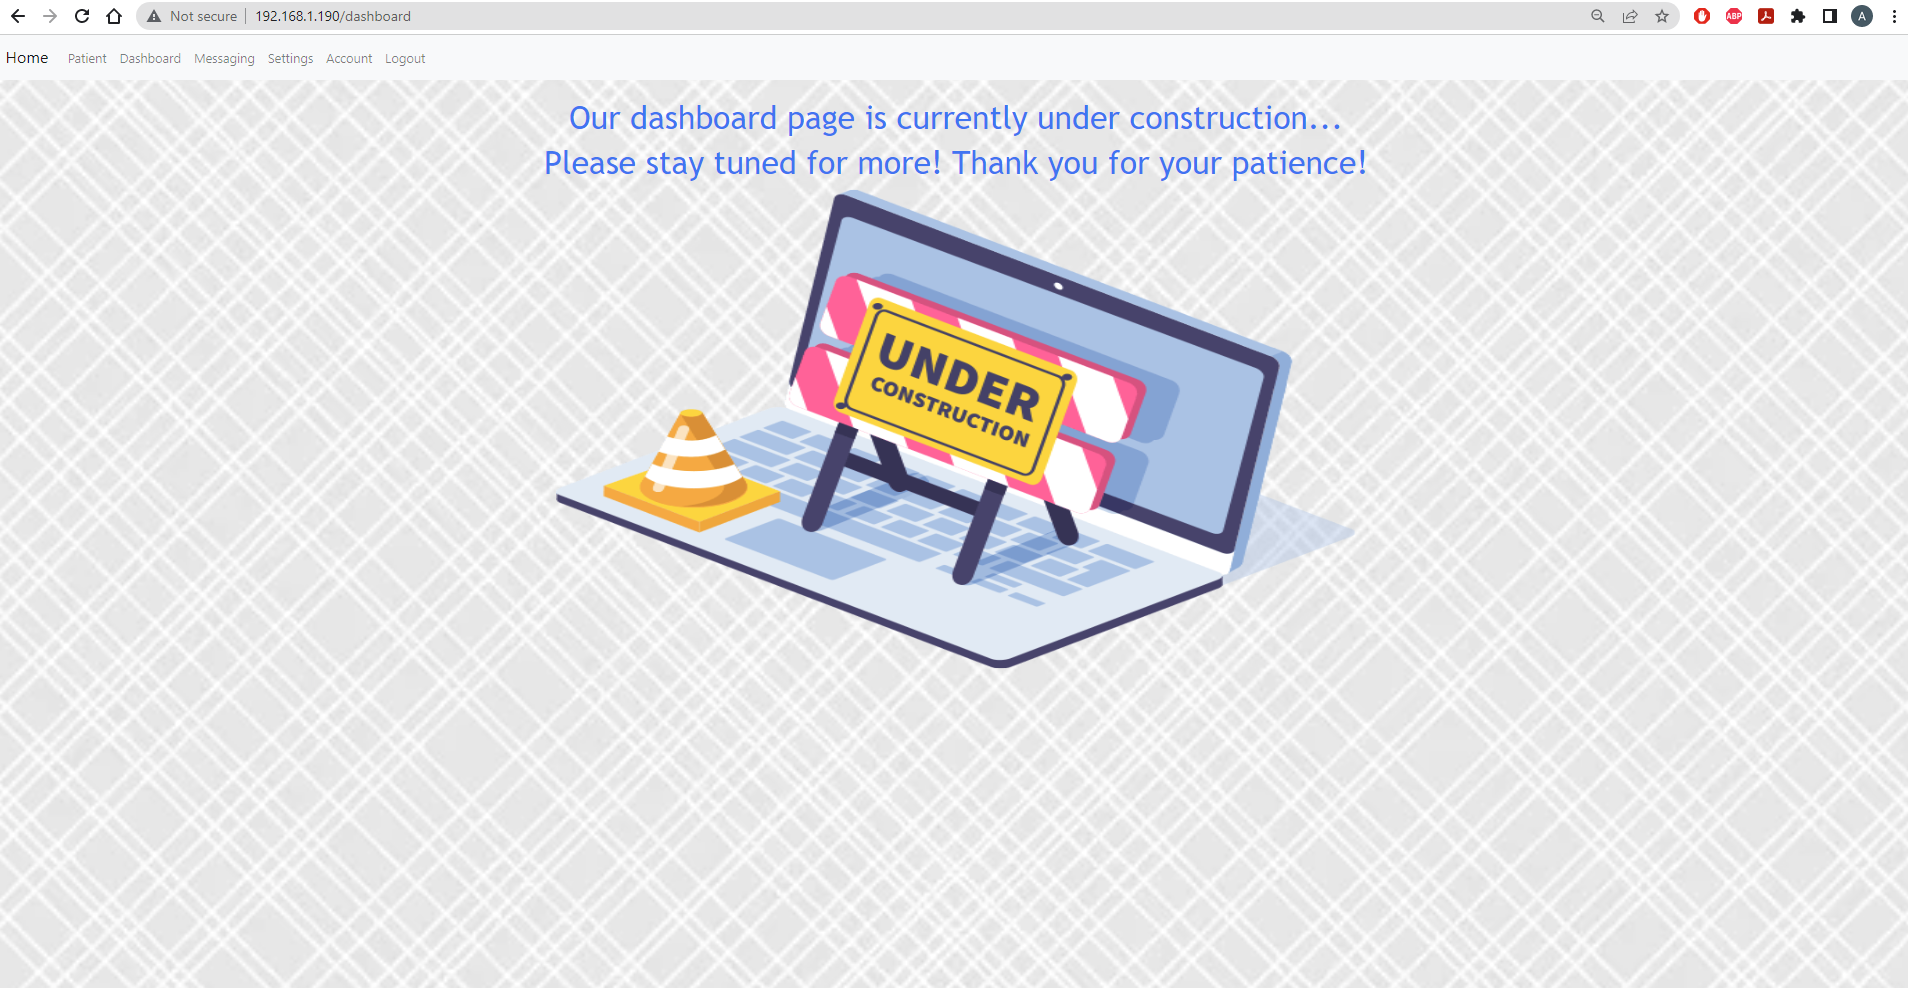 Not secure 192.168.1.190/dashboard
ABP
A
Home Patient Dashboard Messaging Settings Account Logout
Our dashboard page is currently under construction...
Please stay tuned for more! Thank you for your patience!
UNDER
CONSTRUCTION